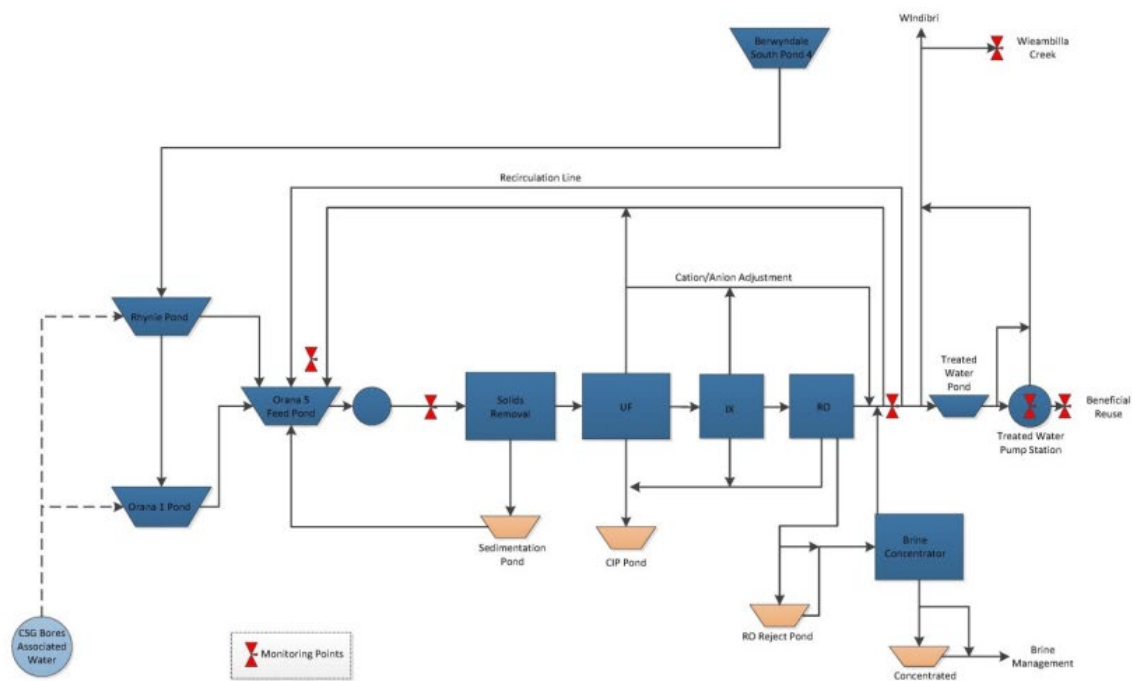 WIndibri
Berwyndale
South Pond 4
Wieambilla
Creek
Recirculation Line
Cation/Anion Adjustment
Rhynie Pond
Orana 5
Feed Pond
Solids
Removal
UF
IX
RO
Treated
Water
Pond
Beneficial
Reuse
Treated Water
Pump Station
Orana 1 Pond
Sedimentation
Pond
CIP Pond
Brine
Concentrator
RO Reject Pond
CSG Bores
Associated
Water
Monitoring Points
Concentrated
Brine
Management